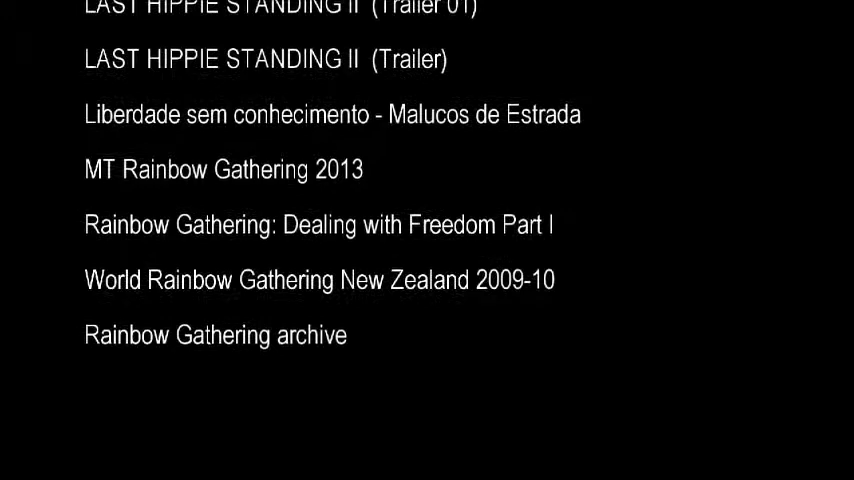 LAST HIPPIE STANDING II (Trailer 01)
LAST HIPPIE STANDING II (Trailer)
Liberdade sem conhecimento - Malucos de Estrada
MT Rainbow Gathering 2013
Rainbow Gathering: Dealing with Freedom Part I
World Rainbow Gathering New Zealand 2009-10
Rainbow Gathering archive